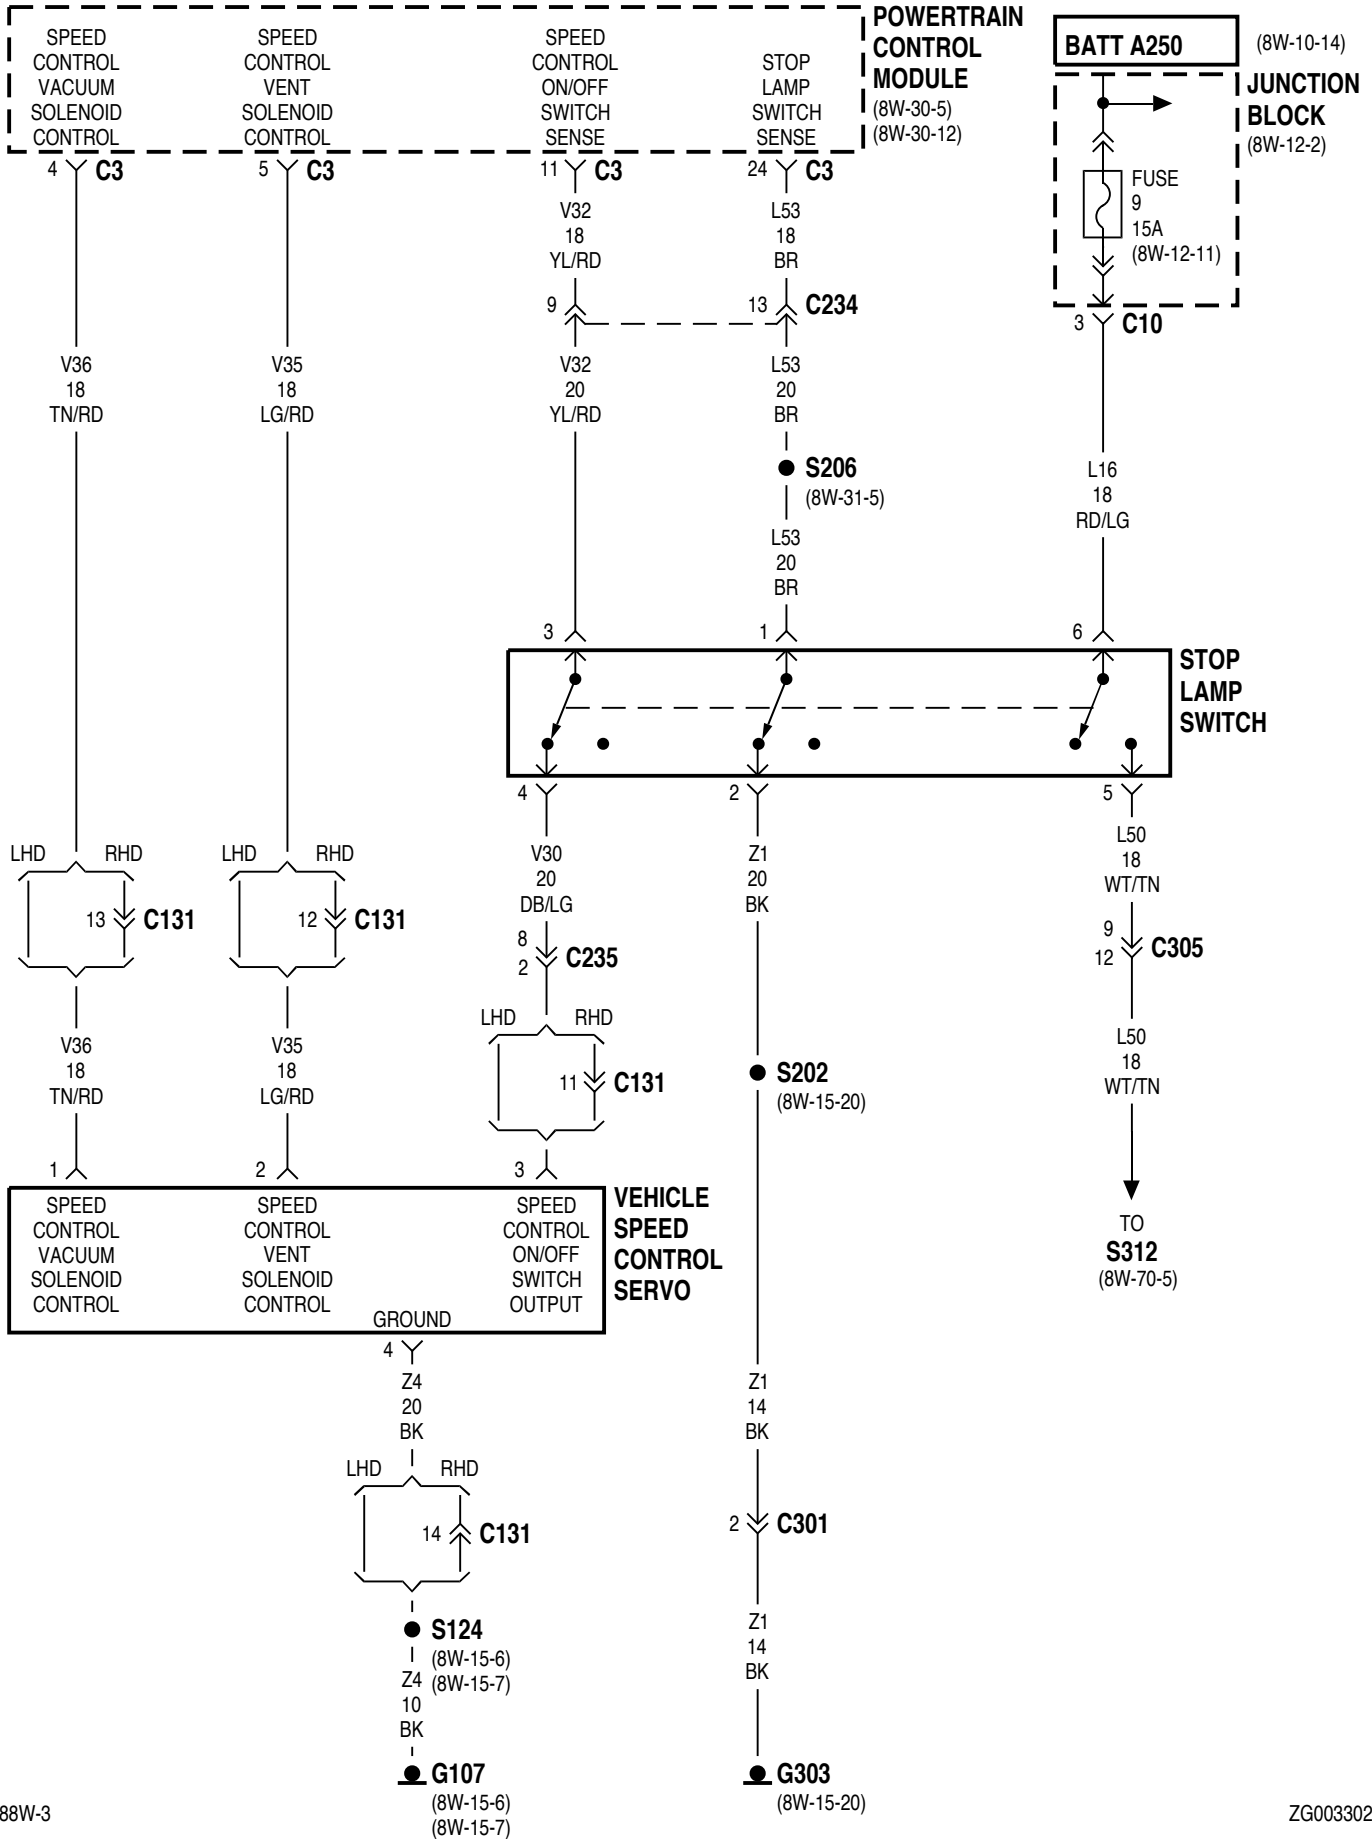 SPEED
CONTROL
VACUUM
SOLENOID
CONTROL
SPEED
CONTROL
VENT
SOLENOID
CONTROL
SPEED
CONTROL
ON/OFF
SWITCH
SENSE
STOP
LAMP
SWITCH
SENSE
POWERTRAIN
CONTROL
MODULE
(8W-30-5)
(8W-30-12)
BATT A250
(8W-10-14)
JUNCTION
BLOCK
(8W-12-2)
FUSE
9
15A
(8W-12-11)
4 C3
5 C3
11 C3
24 C3
V32
18
YL/RD
L53
18
BR
9
13 C234
3 C10
V36
18
TN/RD
V35
18
LG/RD
V32
20
YL/RD
L53
20
BR
S206
(8W-31-5)
L53
20
BR
L16
18
RD/LG
3
1
6
STOP
LAMP
SWITCH
4
2
5
LHD RHD
13 C131
LHD RHD
12 C131
V30
20
DB/LG
8
2
C235
Z1
20
BK
L50
18
WT/TN
9
12
C305
LHD RHD
11 C131
V36
18
TN/RD
V35
18
LG/RD
S202
(8W-15-20)
L50
18
WT/TN
TO
S312
(8W-70-5)
1
2
3
SPEED
CONTROL
VACUUM
SOLENOID
CONTROL
SPEED
CONTROL
VENT
SOLENOID
CONTROL
SPEED
CONTROL
ON/OFF
SWITCH
OUTPUT
GROUND
VEHICLE
SPEED
CONTROL
SERVO
4
Z4
20
BK
LHD RHD
14 C131
S124
(8W-15-6)
(8W-15-7)
Z4
10
BK
G107
(8W-15-6)
(8W-15-7)
Z1
14
BK
2 C301
Z1
14
BK
G303
(8W-15-20)
88W-3
ZG003302